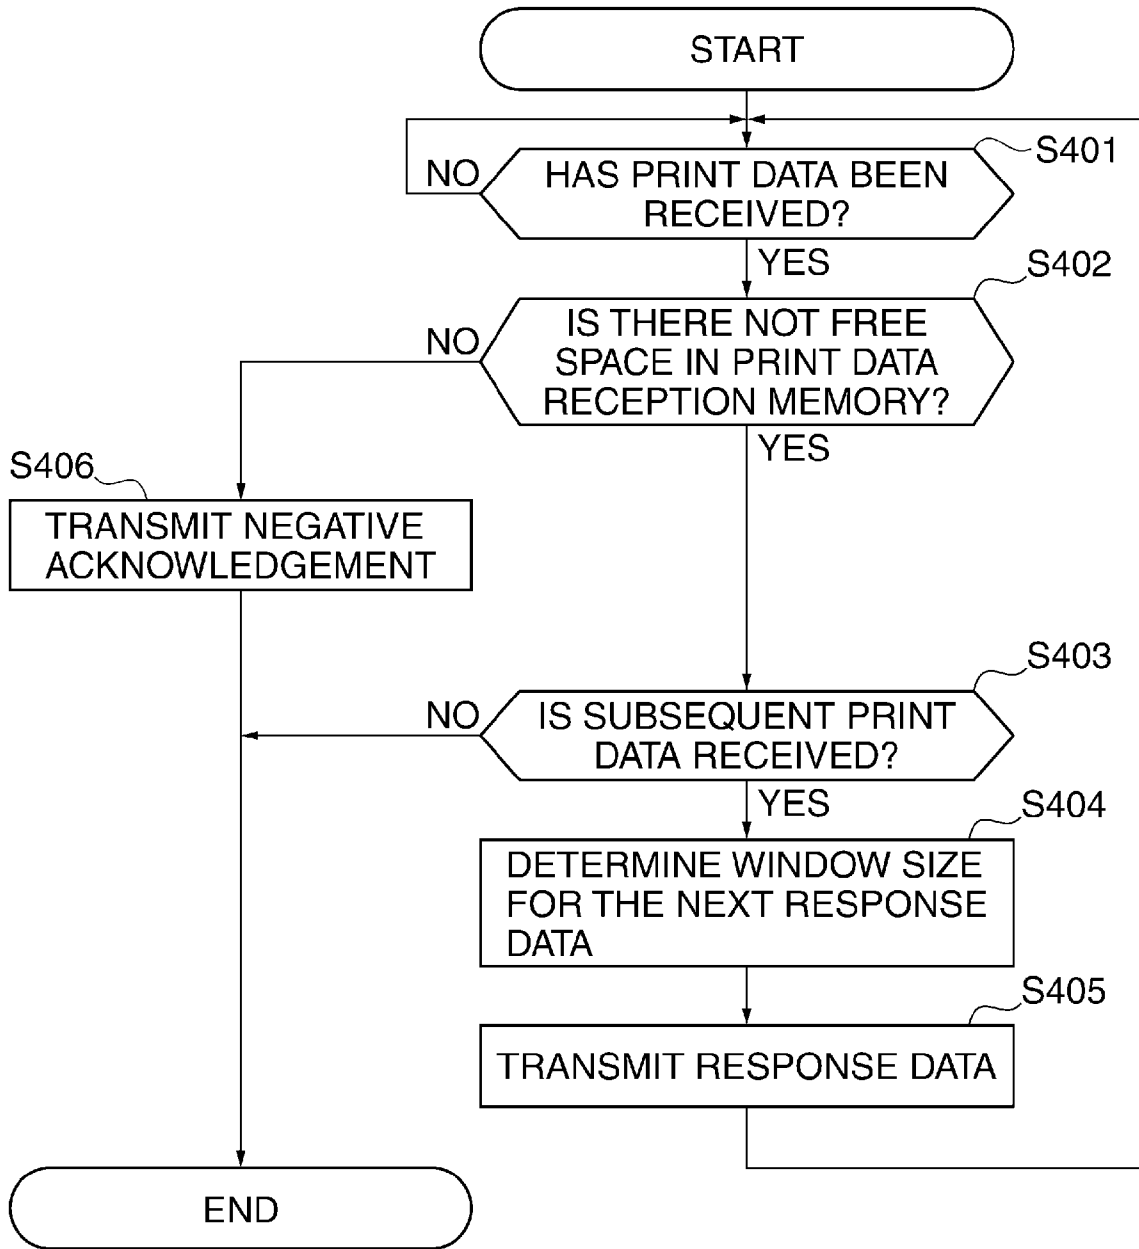 START
S401
NO
HAS PRINT DATA BEEN
RECEIVED?
YES
S402
NO
IS THERE NOT FREE
SPACE IN PRINT DATA
RECEPTION MEMORY?
YES
S406
TRANSMIT NEGATIVE
ACKNOWLEDGEMENT
S403
NO
IS SUBSEQUENT PRINT
DATA RECEIVED?
YES
S404
DETERMINE WINDOW SIZE
FOR THE NEXT RESPONSE
DATA
S405
TRANSMIT RESPONSE DATA
END